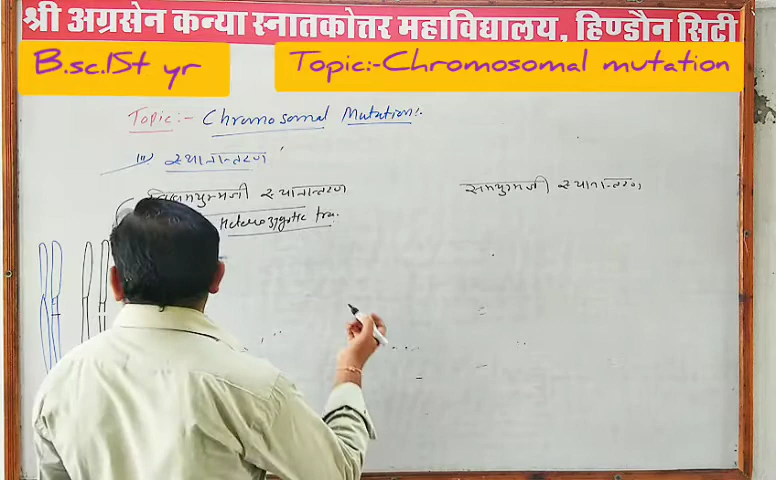 श्री अग्रसेन कन्या स्नातकोत्तर महाविद्यालय, हिण्डौन सिटी
B.sc.ISt yr
Topic:-Chromosomal mutation
Topic:- Chromosomal Mutation:.
(iii) स्थानान्तरण
विषमयुग्मजी स्थानान्तरण
समयुग्मजी स्थानान्तरण
Heterozygotic tra.